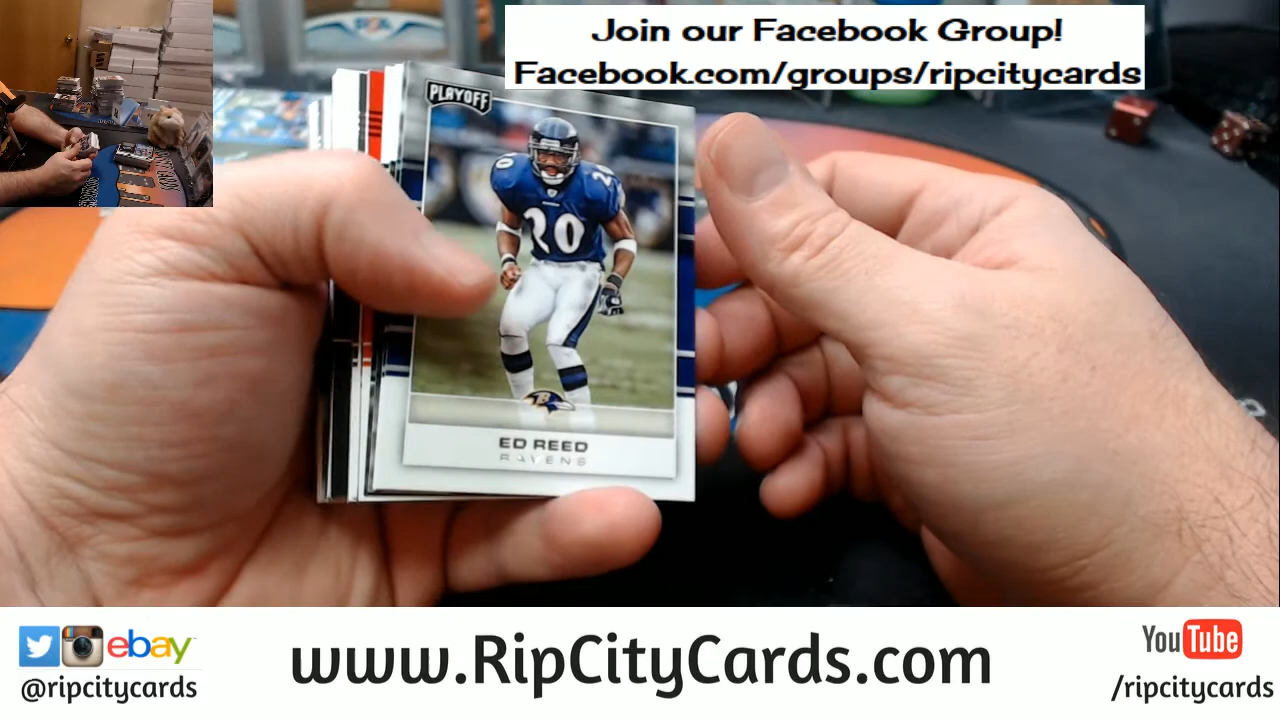 Join our Facebook Group!
Facebook.com/groups/ripcitycards
PLAYOFF
20
20
20
ED REED
RAVENS
ebay
@ripcitycards
www.RipCityCards.com
YouTube
/ripcitycards